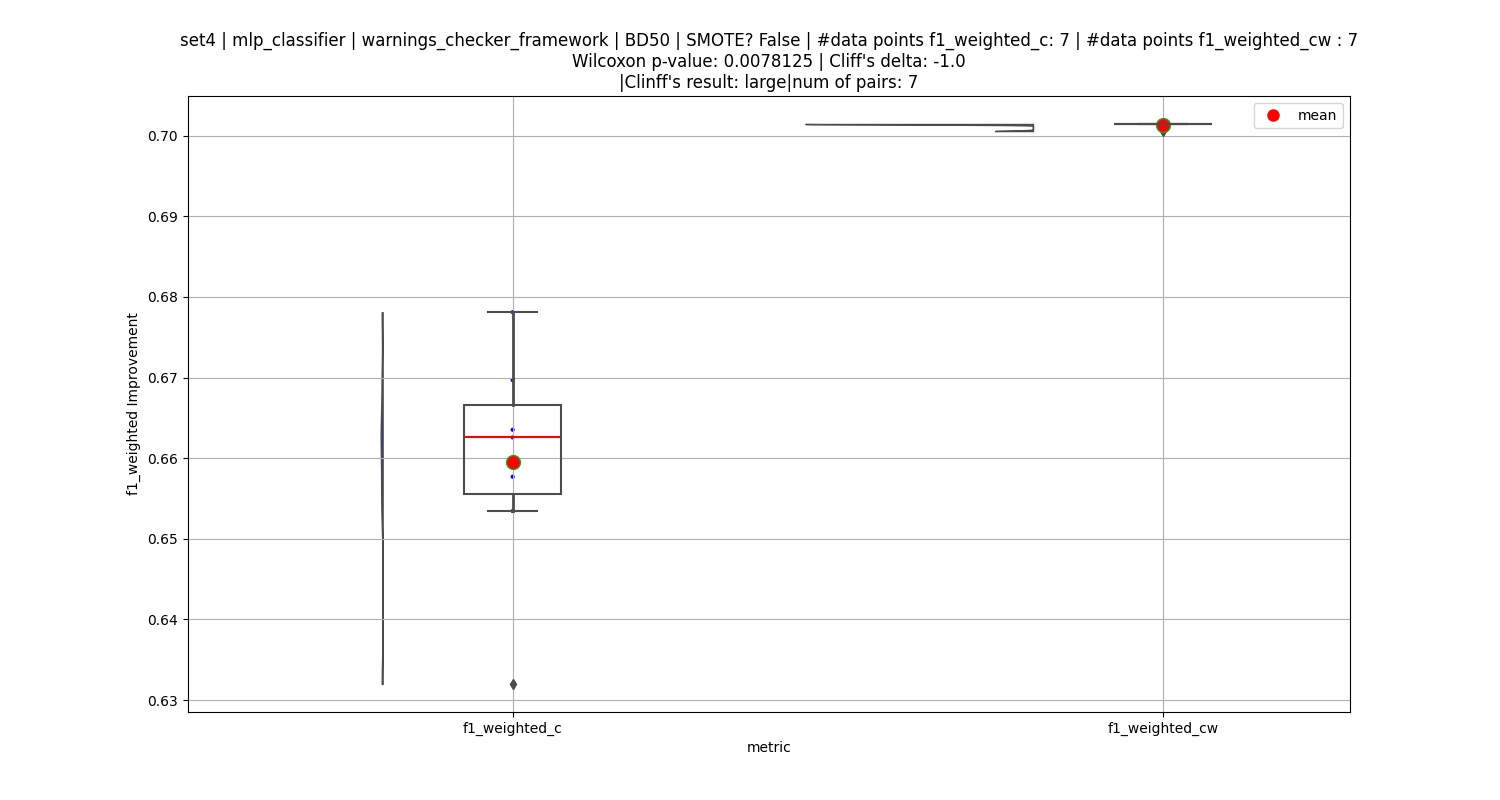 set4 | mlp_classifier | warnings_checker_framework | BD50 | SMOTE? False | #data points f1_weighted_c: 7 | #data points f1_weighted_cw : 7
Wilcoxon p-value: 0.0078125 | Cliff's delta: -1.0
|Clinff's result: large|num of pairs: 7
mean
0.70
0.69
0.68
0.67
0.66
0.65
0.64
0.63
f1_weighted Improvement
f1_weighted_c
f1_weighted_cw
metric